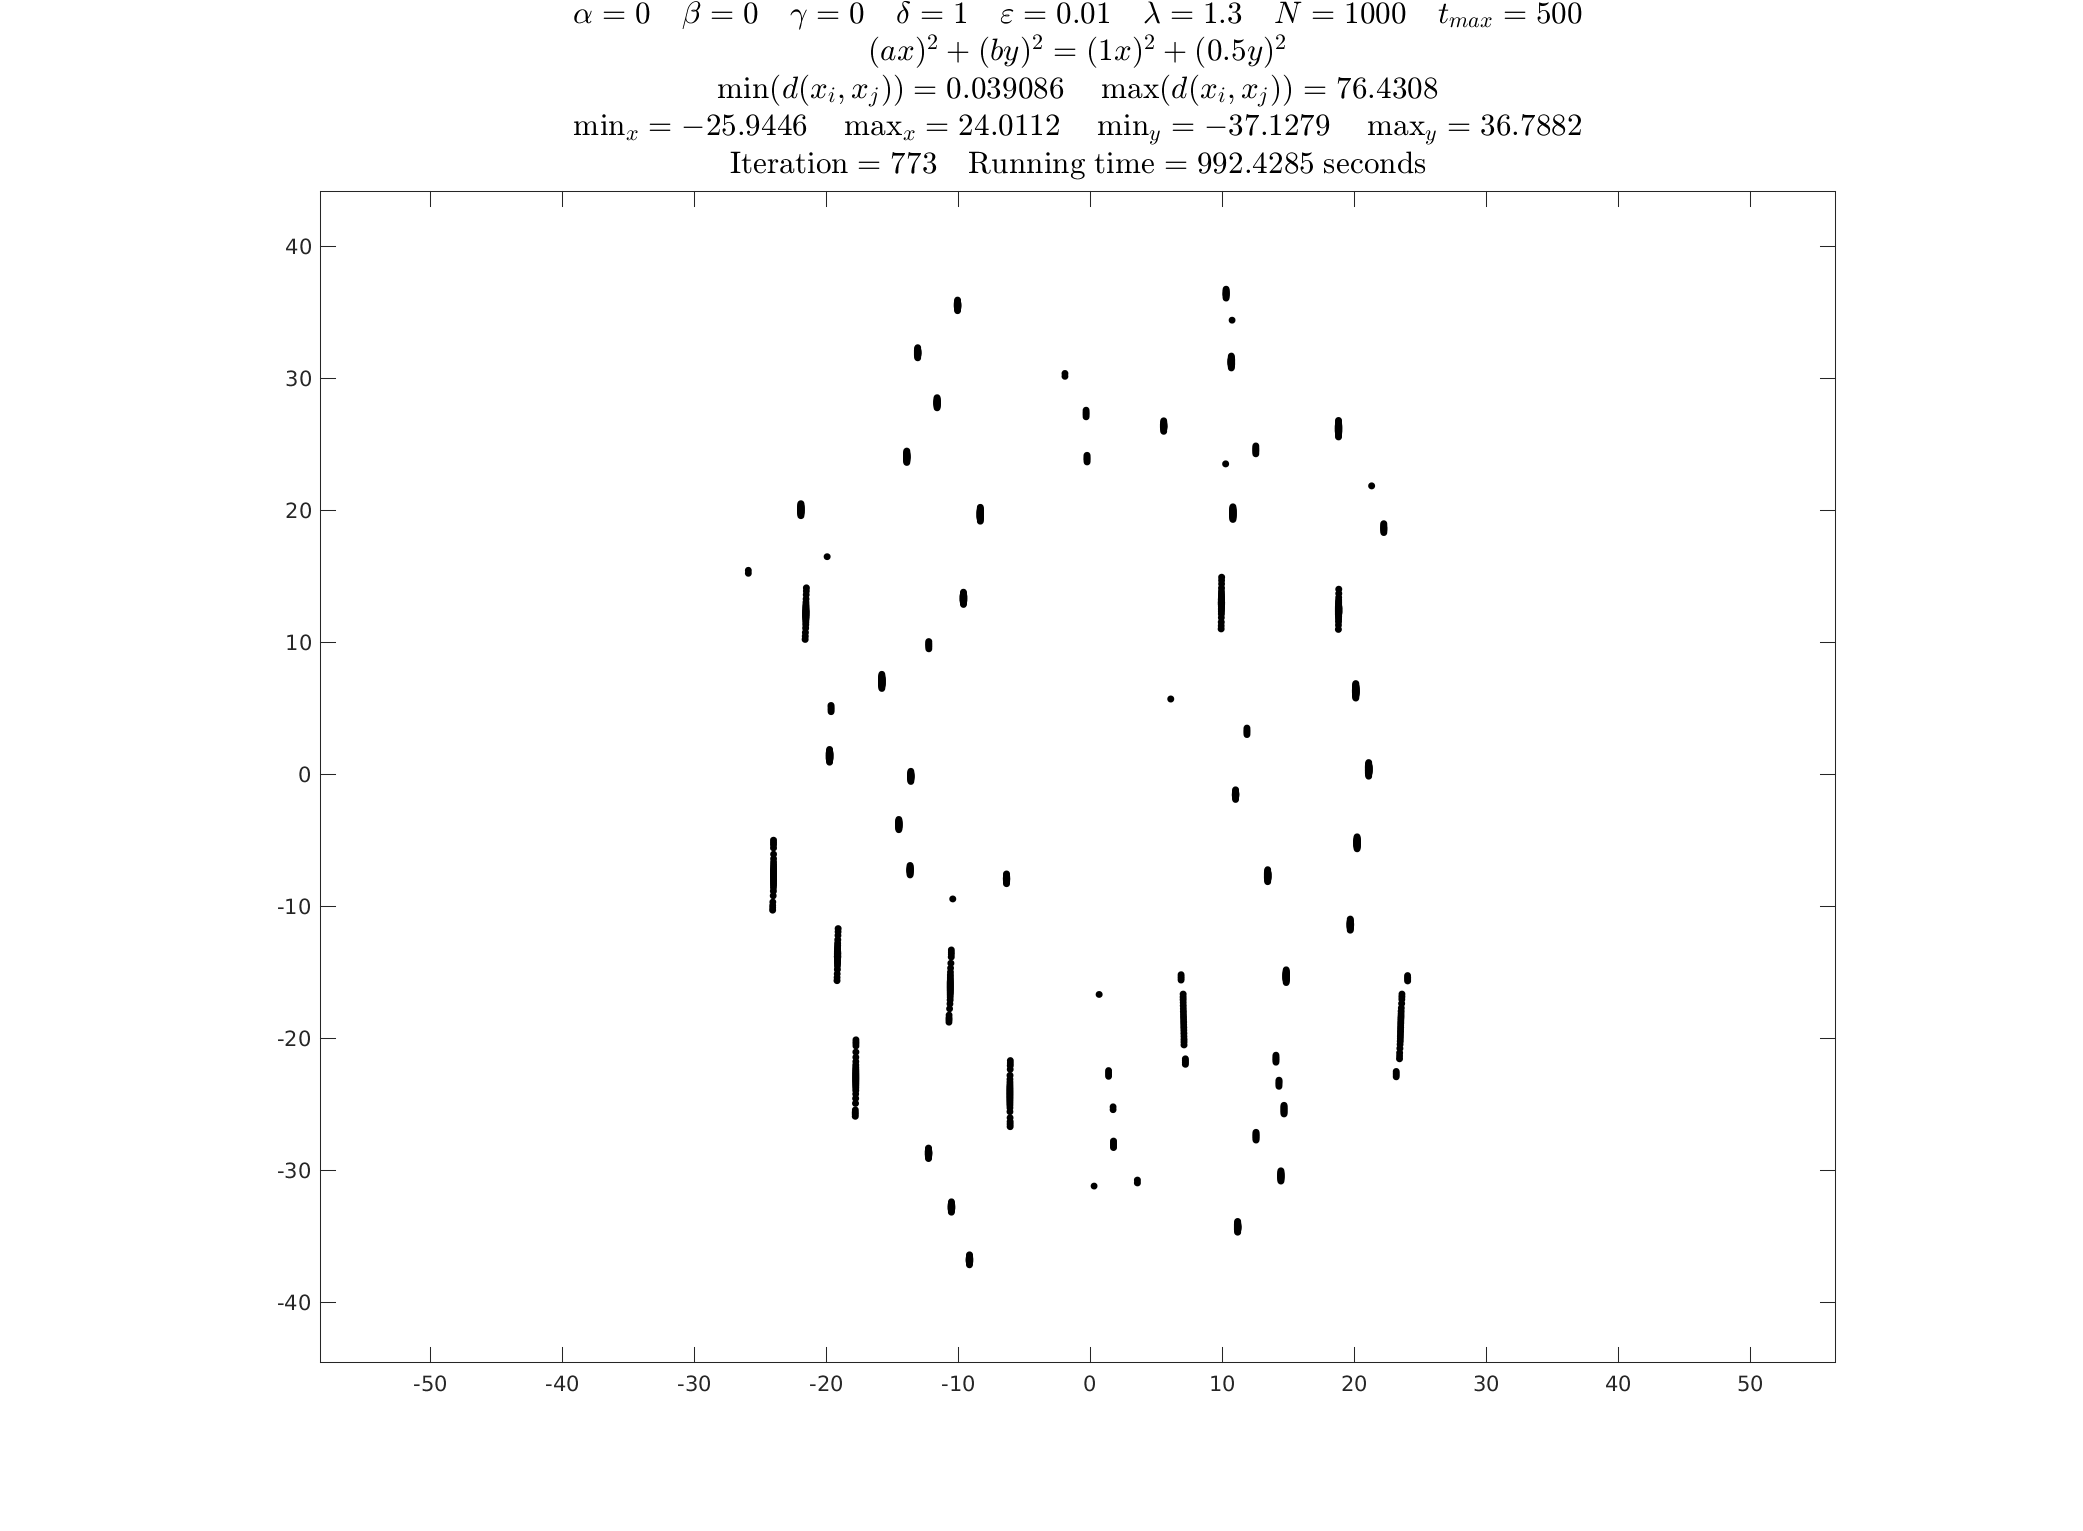 α = 0 β = 0 γ = 0 δ = 1 ε = 0.01 λ = 1.3 N = 1000 t_{max} = 500
(ax)² + (by)² = (1x)² + (0.5y)²
min(d(x_i, x_j)) = 0.039086 max(d(x_i, x_j)) = 76.4308
min_x = −25.9446 max_x = 24.0112 min_y = −37.1279 max_y = 36.7882
Iteration = 773 Running time = 992.4285 seconds
40
30
20
10
0
-10
-20
-30
-40
-50 -40 -30 -20 -10 0 10 20 30 40 50